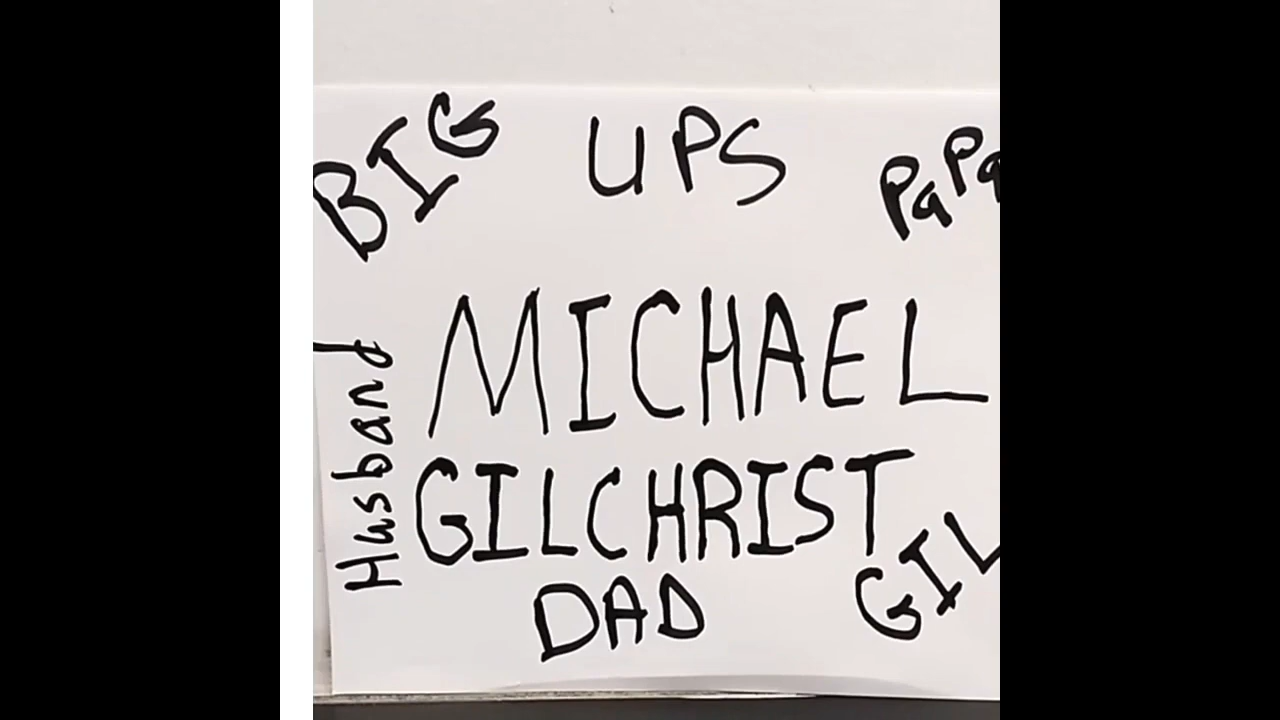 BIG UPS PaPa
MICHAEL
Husband
GILCHRIST
GIL
DAD